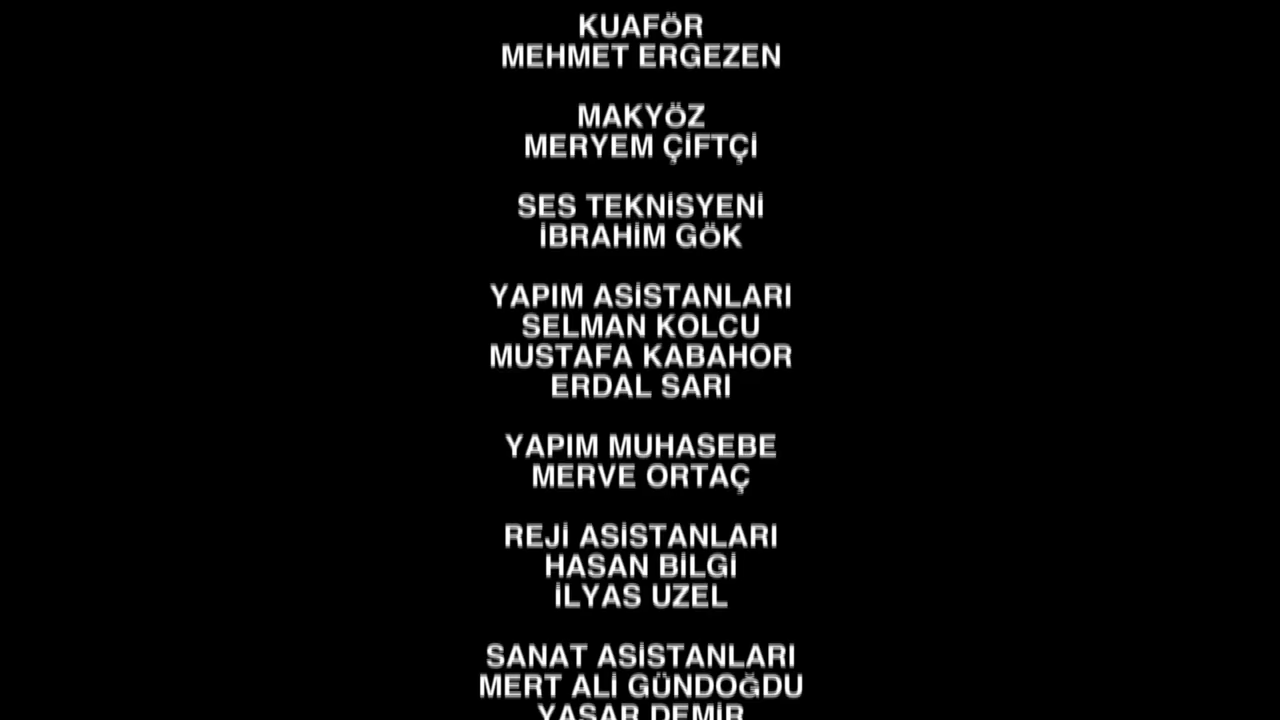 KUAFÖR
MEHMET ERGEZEN
MAKYÖZ
MERYEM ÇİFTÇİ
SES TEKNİSYENİ
İBRAHİM GÖK
YAPIM ASİSTANLARI
SELMAN KOLCU
MUSTAFA KABAHOR
ERDAL SARI
YAPIM MUHASEBE
MERVE ORTAÇ
REJİ ASİSTANLARI
HASAN BİLGİ
İLYAS UZEL
SANAT ASİSTANLARI
MERT ALİ GÜNDOĞDU
YAŞAR DEMİR